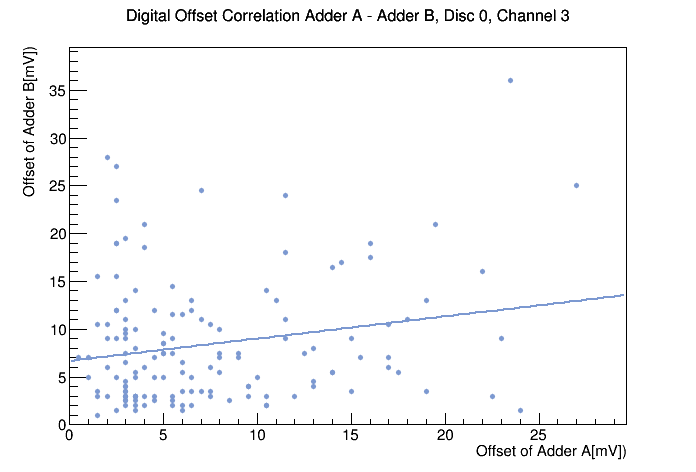 Digital Offset Correlation Adder A - Adder B, Disc 0, Channel 3
Offset of Adder B[mV])
35
30
25
20
15
10
5
0
0 5 10 15 20 25
Offset of Adder A[mV])